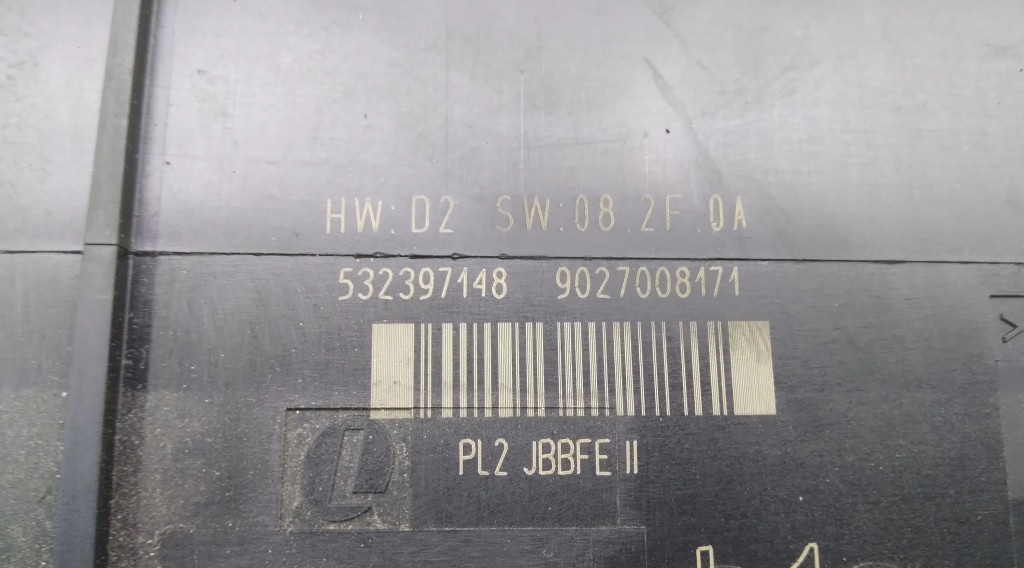 HW:D2 SW:08.2F.0A
532397148 9027008171
PL2 JBBFE II
L